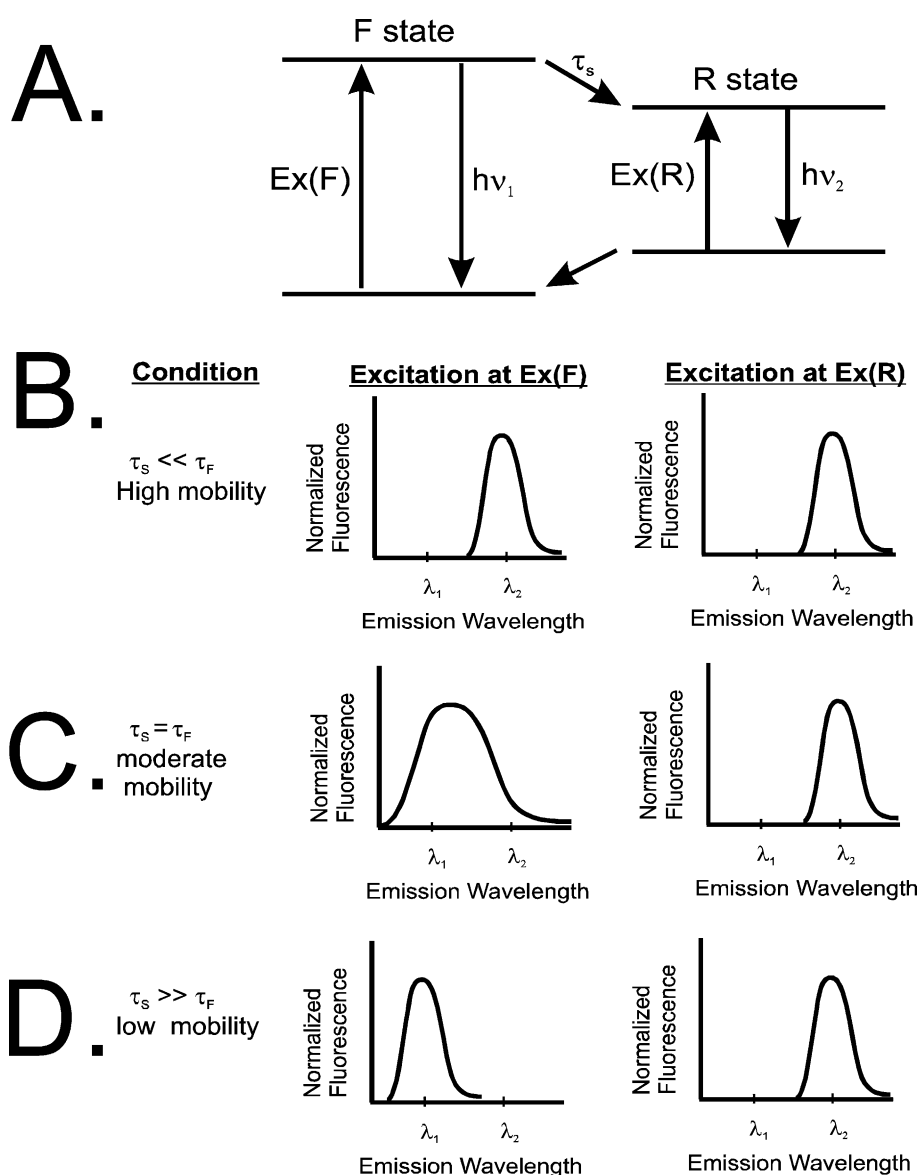 A.
F state
τs
R state
Ex(F)
hν1
Ex(R)
hν2
B.
Condition
Excitation at Ex(F)
Excitation at Ex(R)
τS << τF
High mobility
Normalized
Fluorescence
λ1
λ2
Emission Wavelength
Normalized
Fluorescence
λ1
λ2
Emission Wavelength
C.
τS = τF
moderate
mobility
Normalized
Fluorescence
λ1
λ2
Emission Wavelength
Normalized
Fluorescence
λ1
λ2
Emission Wavelength
D.
τS >> τF
low mobility
Normalized
Fluorescence
λ1
λ2
Emission Wavelength
Normalized
Fluorescence
λ1
λ2
Emission Wavelength